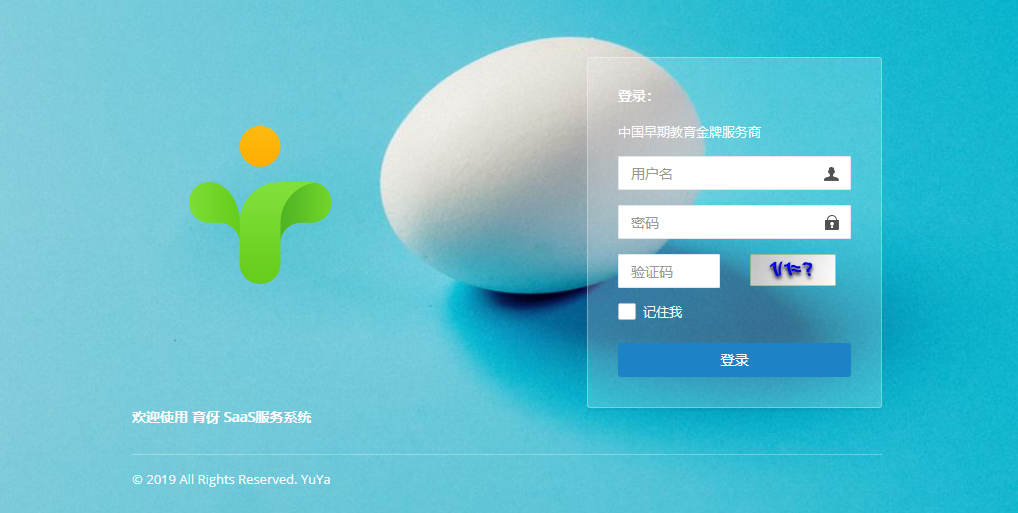 登录：
中国早期教育金牌服务商
用户名
密码
验证码
1/1=?
记住我
登录
欢迎使用 育伢 SaaS服务系统
© 2019 All Rights Reserved. YuYa